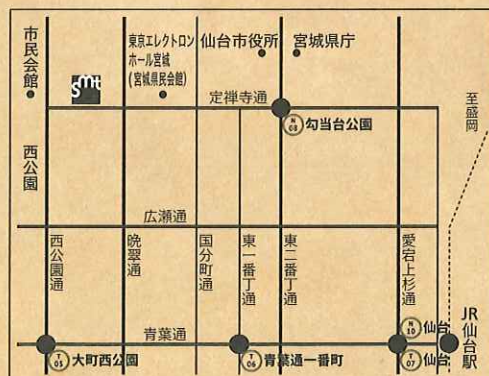 市民会館
smt
東京エレクトロン
ホール宮城
(宮城県民会館)
仙台市役所
宮城県庁
定禅寺通
至盛岡
N
08
勾当台公園
西公園
広瀬通
西公園通
晩翠通
国分町通
東一番丁通
東二番丁通
愛宕上杉通
青葉通
N
10
仙台
JR
仙台駅
T
05
大町西公園
T
06
青葉通一番町
T
07
仙台